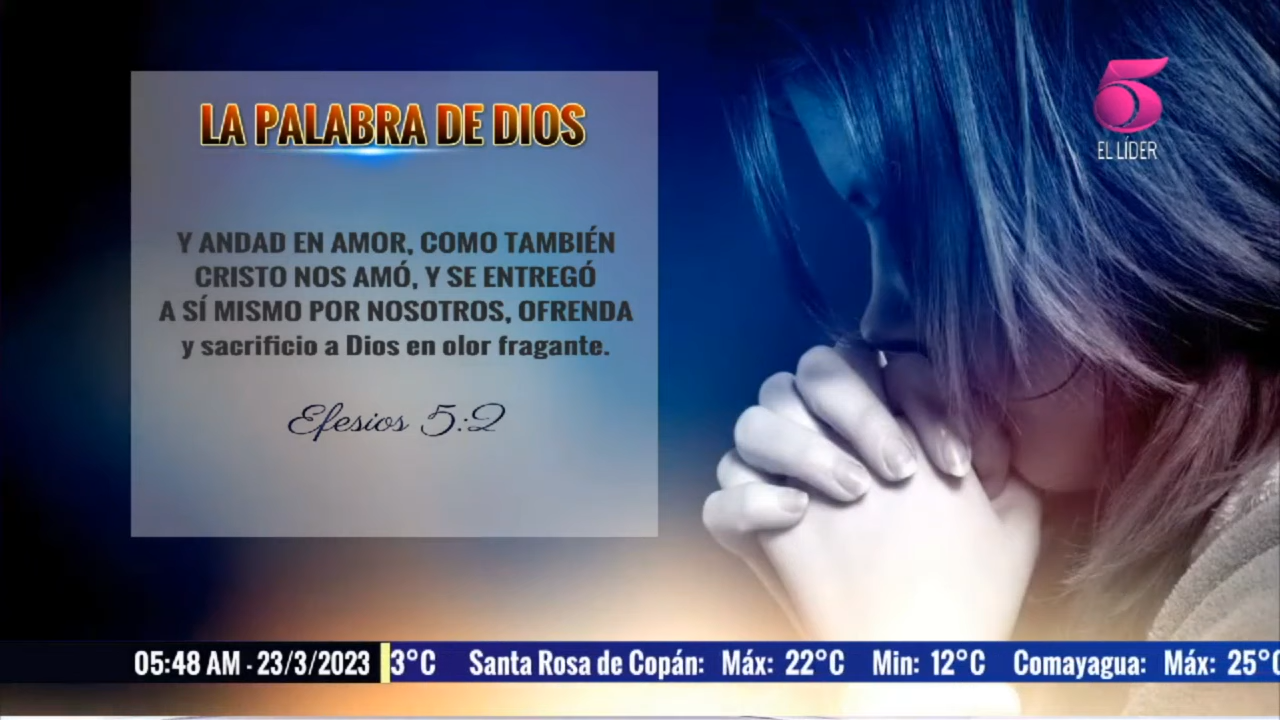 LA PALABRA DE DIOS
Y ANDAD EN AMOR, COMO TAMBIÉN
CRISTO NOS AMÓ, Y SE ENTREGÓ
A SÍ MISMO POR NOSOTROS, OFRENDA
y sacrificio a Dios en olor fragante.
Efesios 5:2
5
EL LÍDER
05:48 AM - 23/3/2023 3°C Santa Rosa de Copán: Máx: 22°C Min: 12°C Comayagua: Máx: 25°C